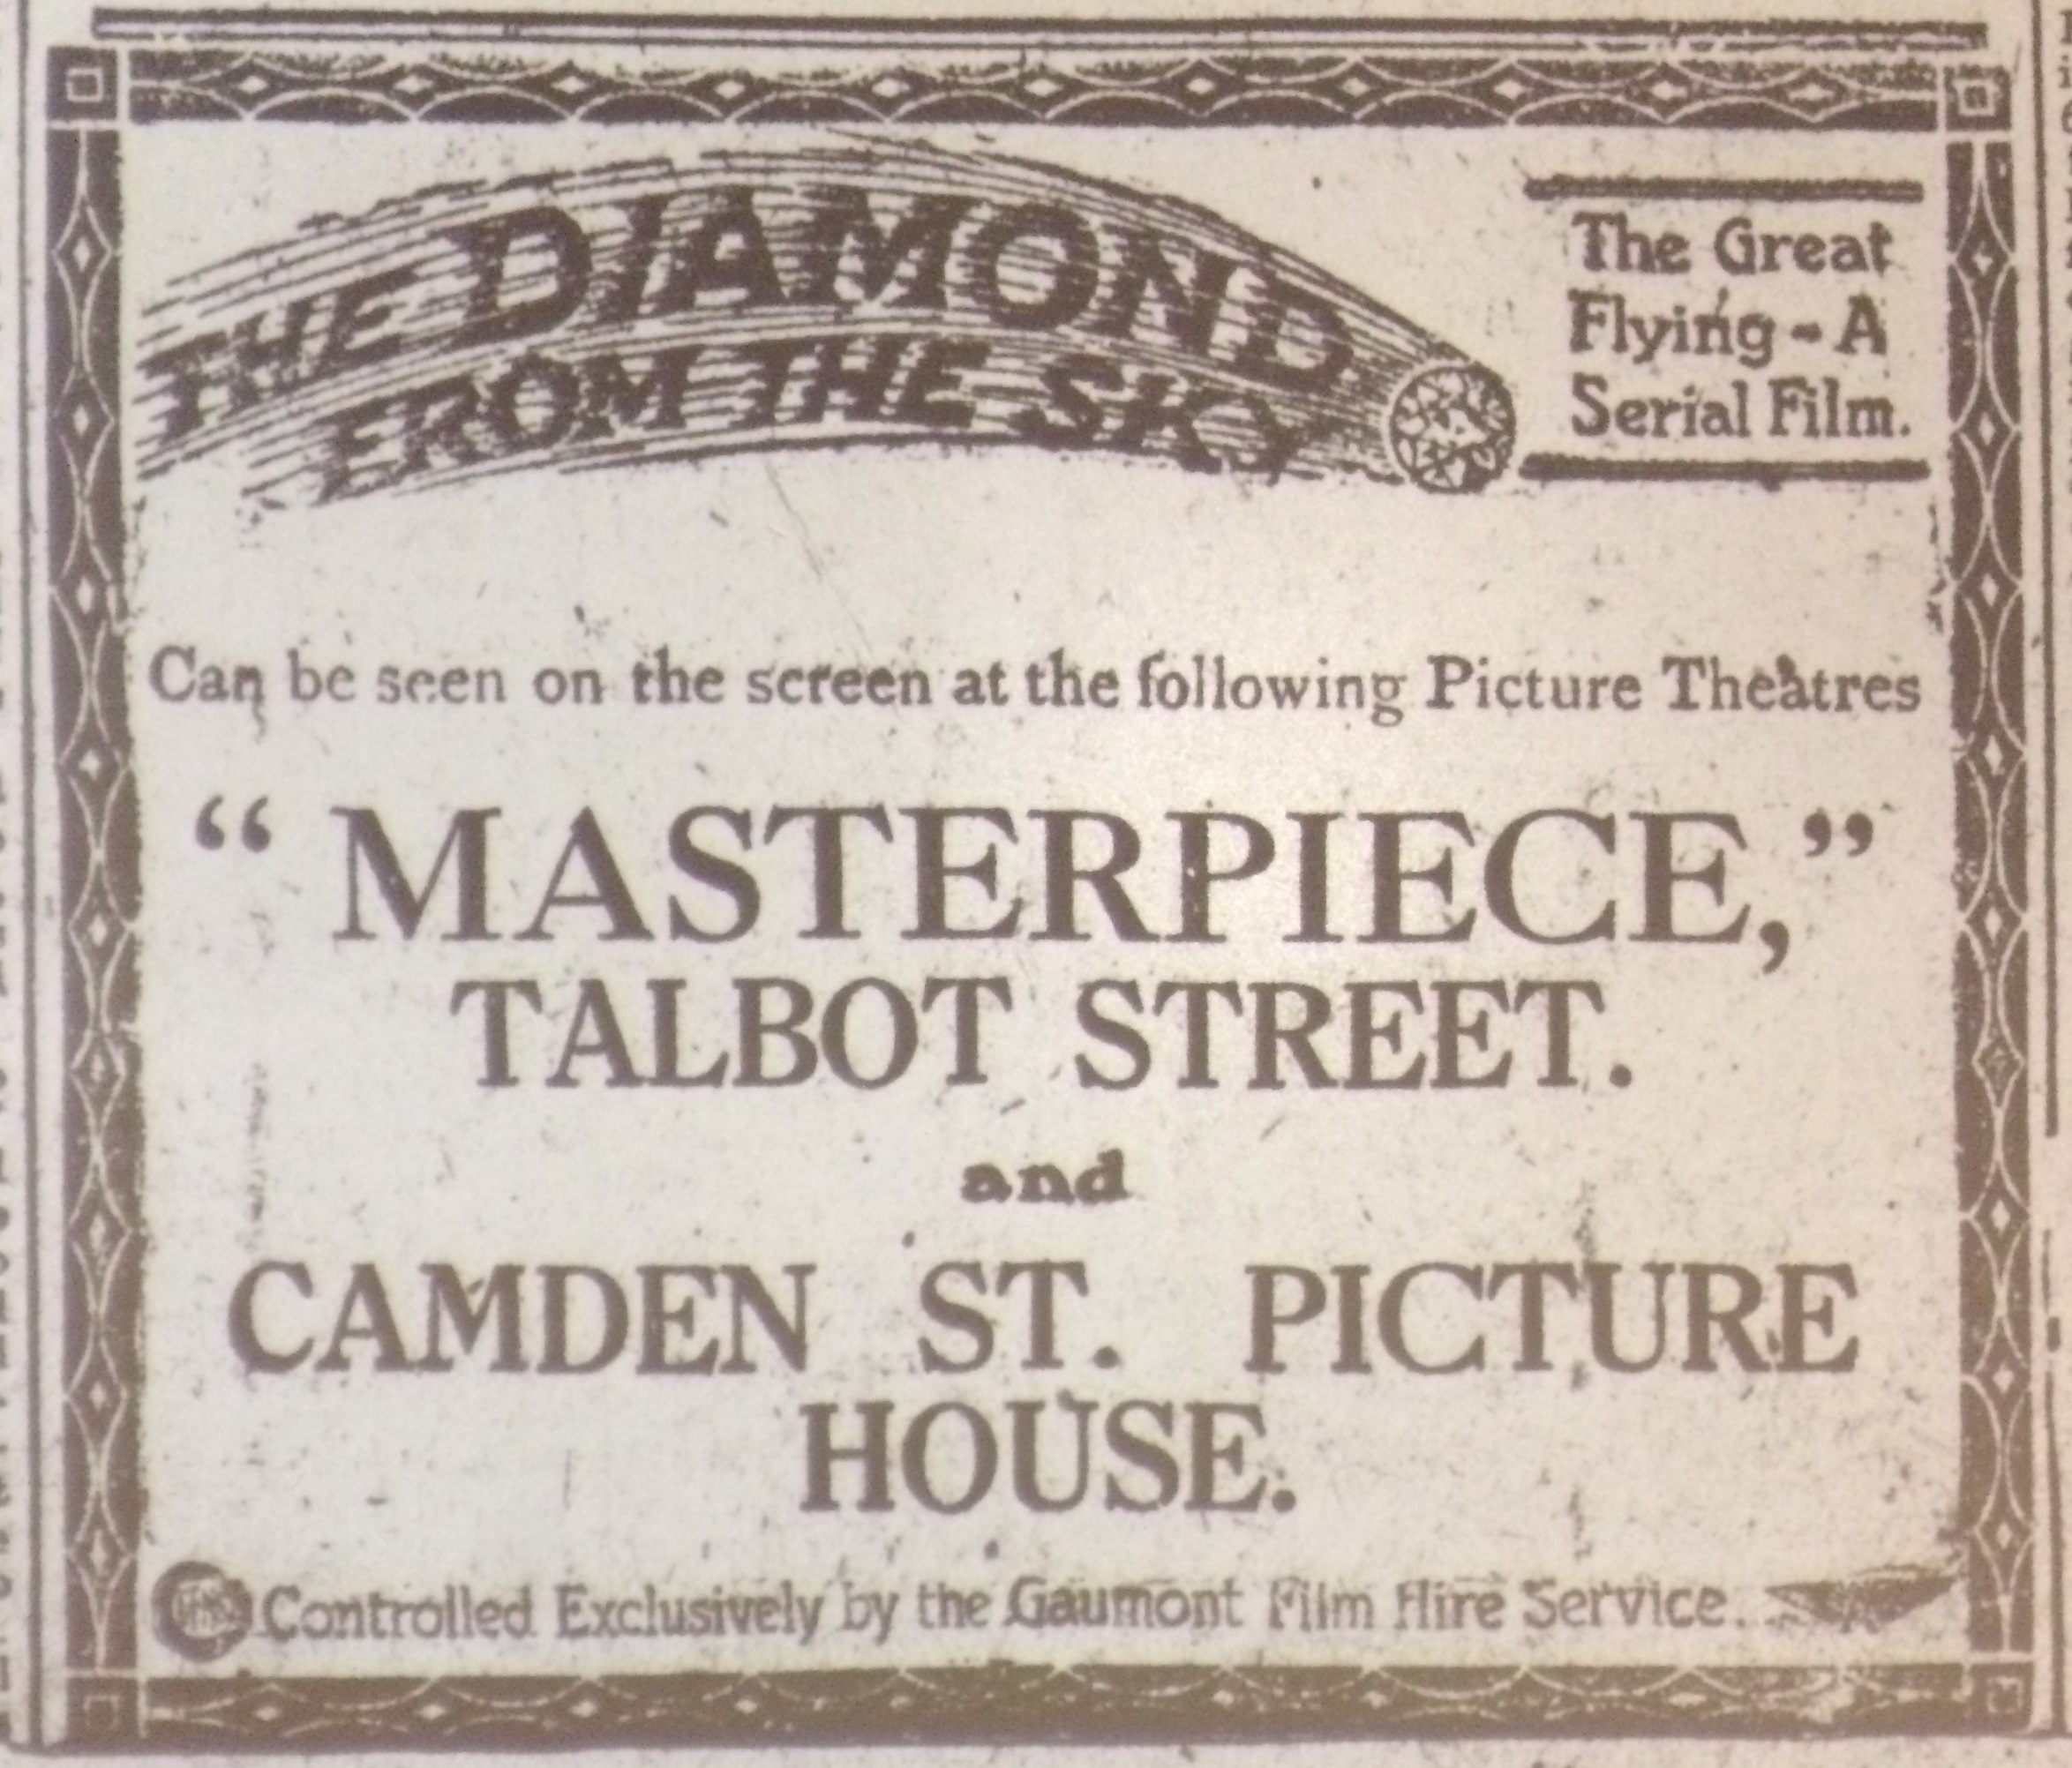 THE DIAMOND
FROM THE SKY
The Great
Flying - A
Serial Film.
Can be seen on the screen at the following Picture Theatres
“ MASTERPIECE,”
TALBOT STREET.
and
CAMDEN ST. PICTURE
HOUSE.
Controlled Exclusively by the Gaumont Film Hire Service.